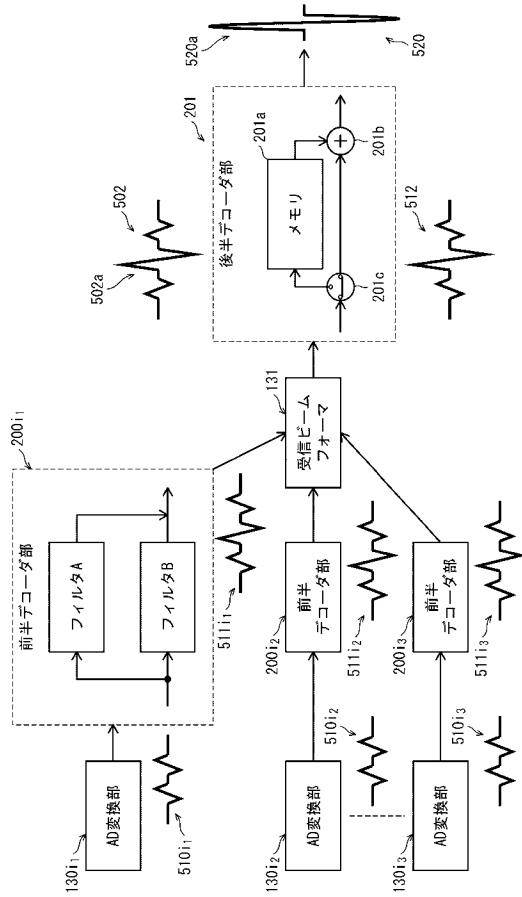 200i₁
前半デコーダ部
フィルタA
フィルタB
130i₁
AD変換部
510i₁
511i₁
130i₂
AD変換部
510i₂
200i₂
前半
デコーダ部
511i₂
130i₃
AD変換部
510i₃
200i₃
前半
デコーダ部
511i₃
131
受信ビーム
フォーマ
502a
502
201
後半デコーダ部
201a
メモリ
201c
201b
512
520a
520